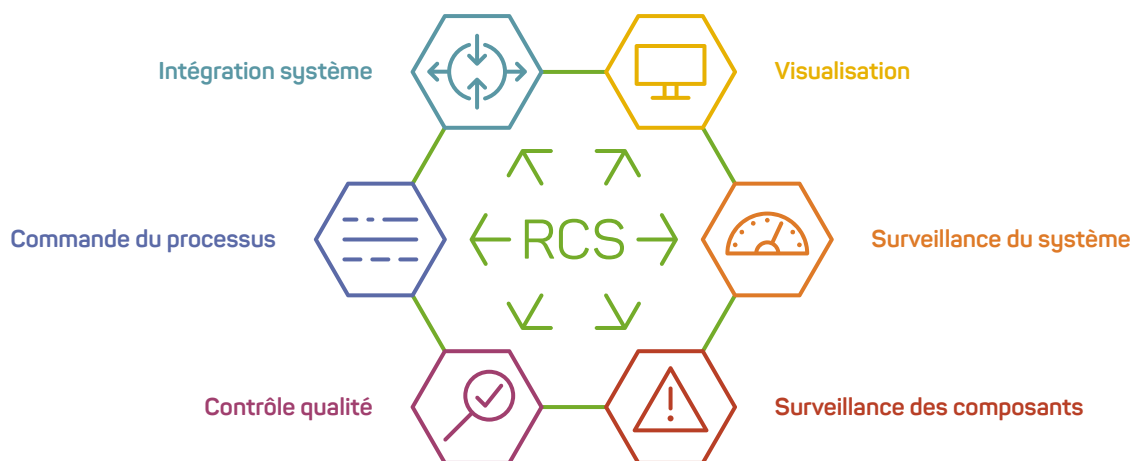 Intégration système
Visualisation
Commande du processus
RCS
Surveillance du système
Contrôle qualité
Surveillance des composants